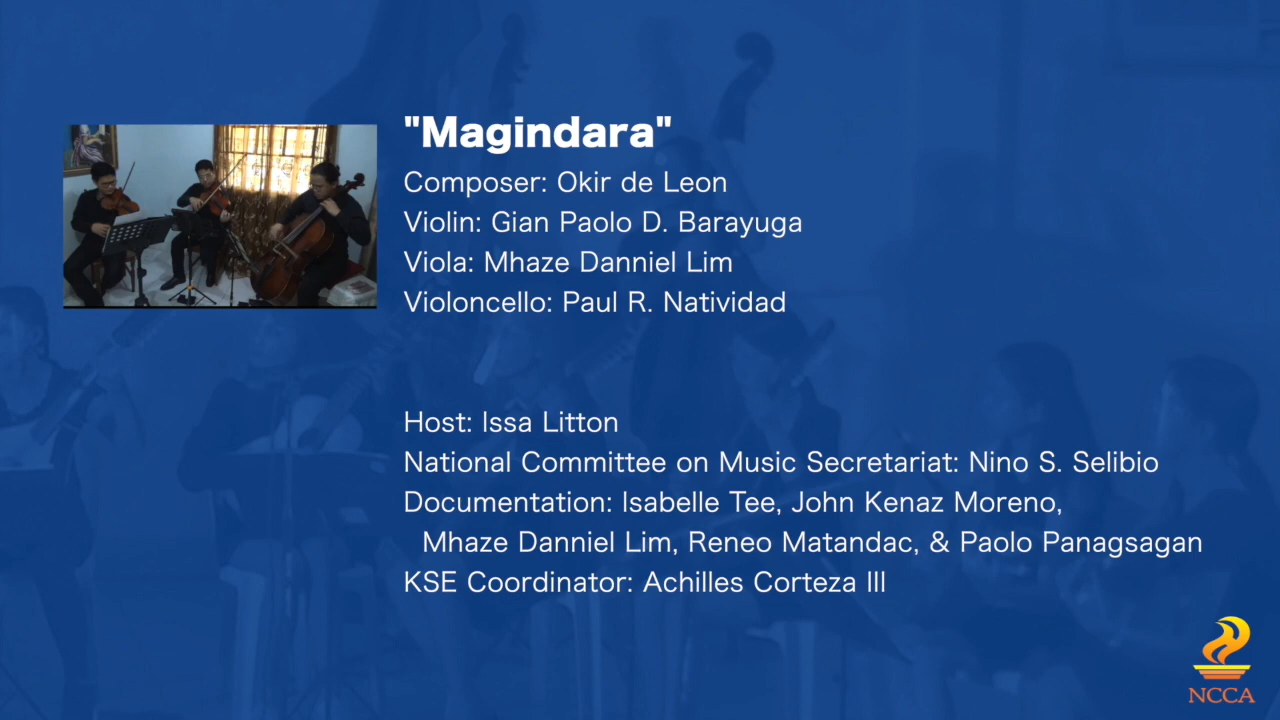 "Magindara"
Composer: Okir de Leon
Violin: Gian Paolo D. Barayuga
Viola: Mhaze Danniel Lim
Violoncello: Paul R. Natividad
Host: Issa Litton
National Committee on Music Secretariat: Nino S. Selibio
Documentation: Isabelle Tee, John Kenaz Moreno,
Mhaze Danniel Lim, Reneo Matandac, & Paolo Panagsagan
KSE Coordinator: Achilles Corteza III
NCCA